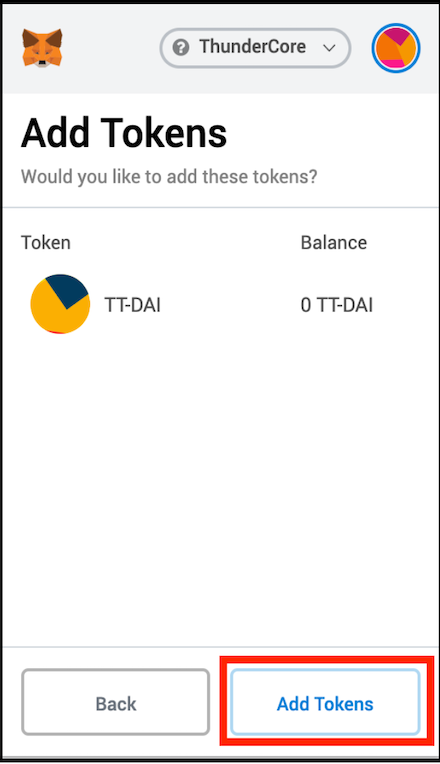 ThunderCore
Add Tokens
Would you like to add these tokens?
Token Balance
TT-DAI 0 TT-DAI
Back Add Tokens